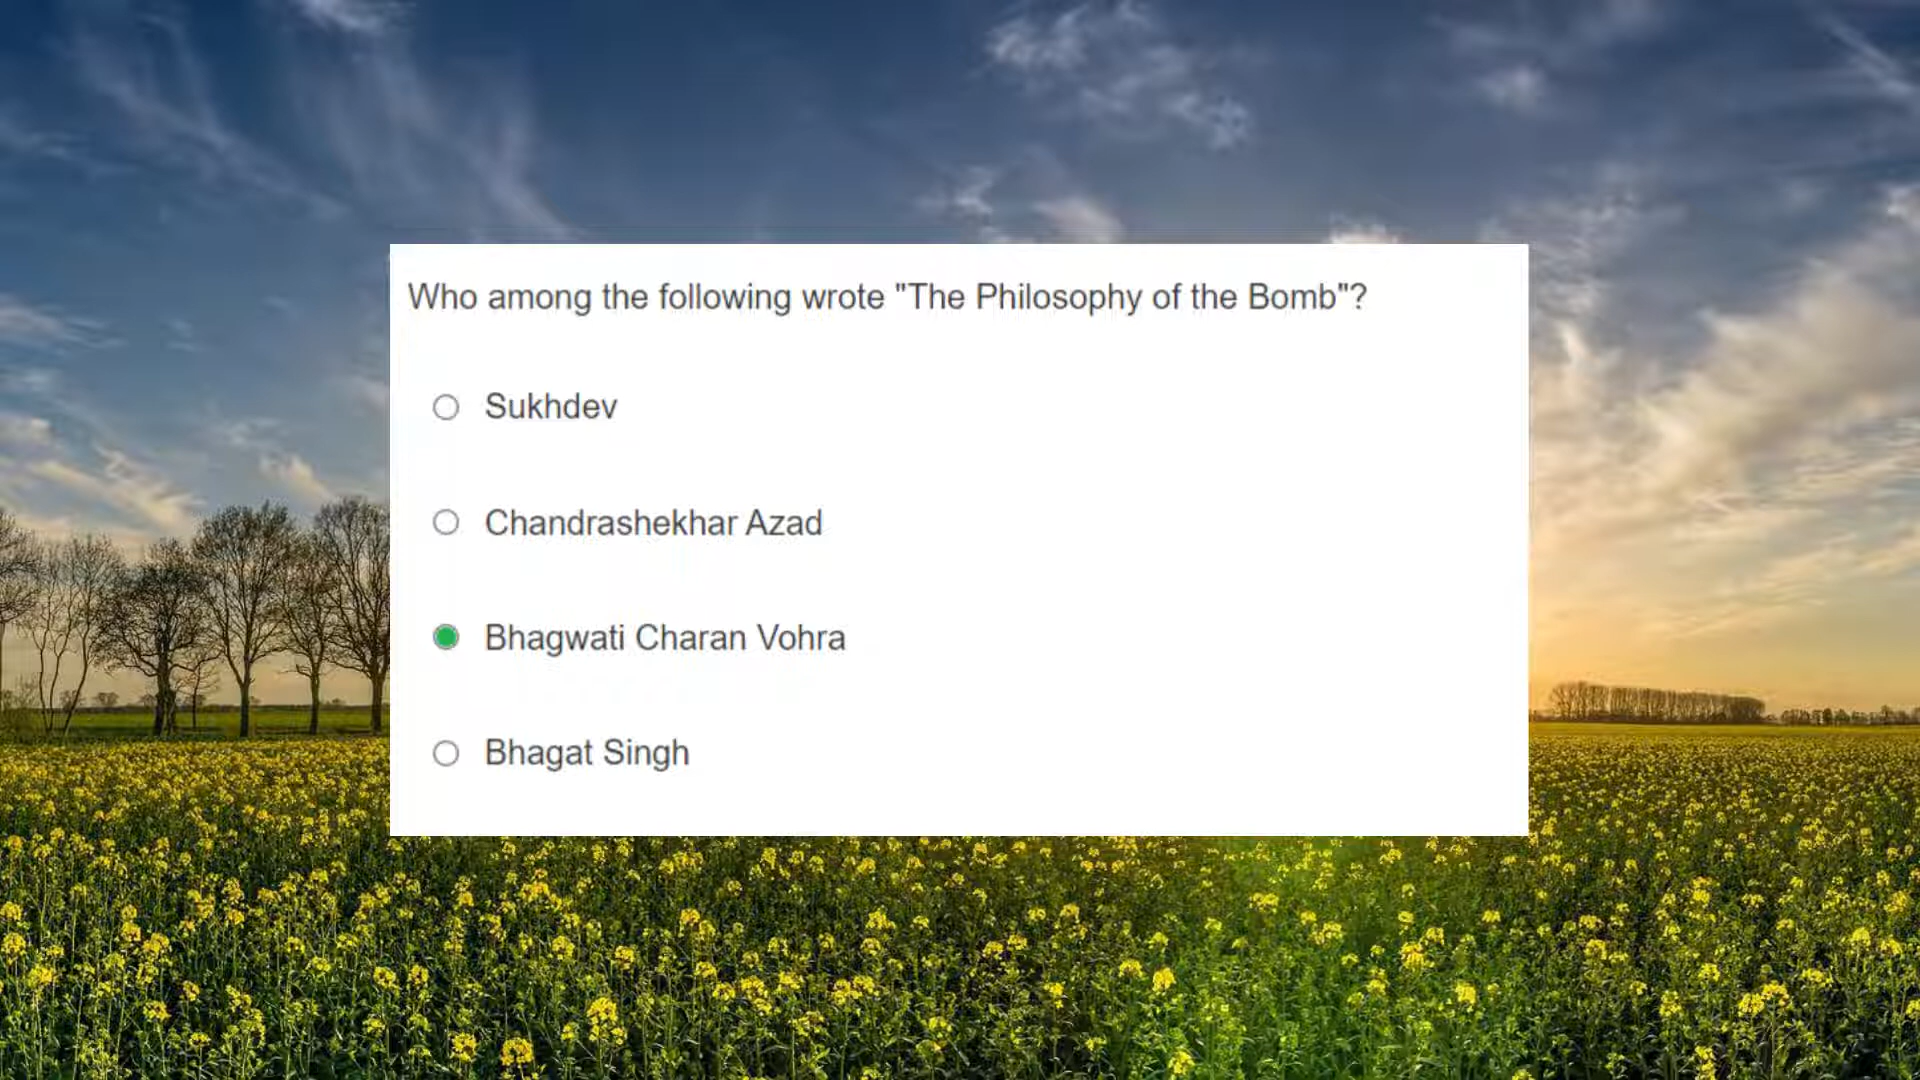 Who among the following wrote "The Philosophy of the Bomb"?
Sukhdev
Chandrashekhar Azad
Bhagwati Charan Vohra
Bhagat Singh